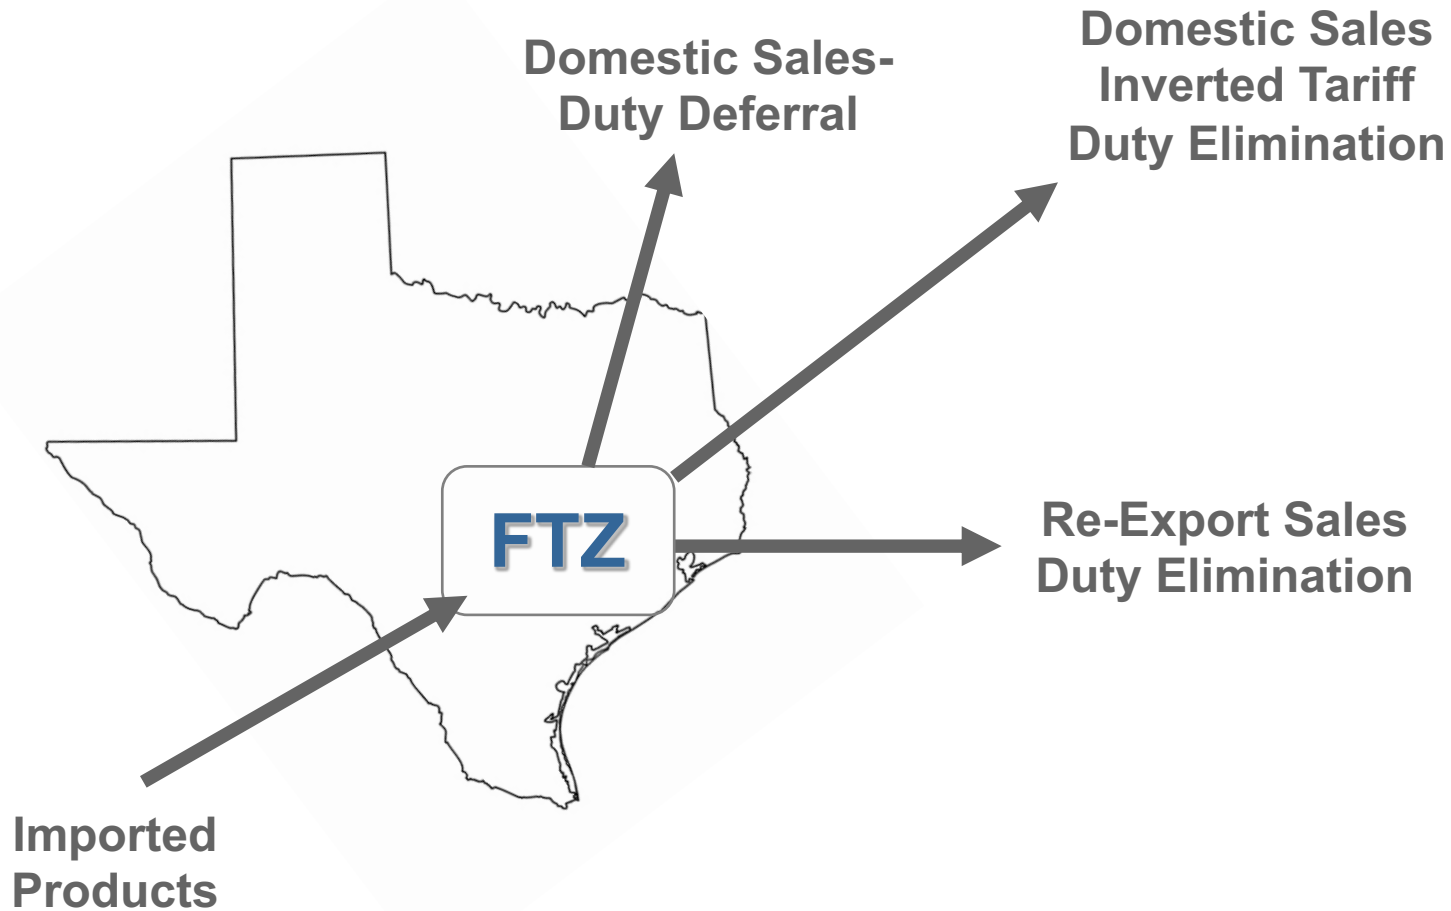 Domestic Sales-
Duty Deferral
Domestic Sales
Inverted Tariff
Duty Elimination
FTZ
Re-Export Sales
Duty Elimination
Imported
Products